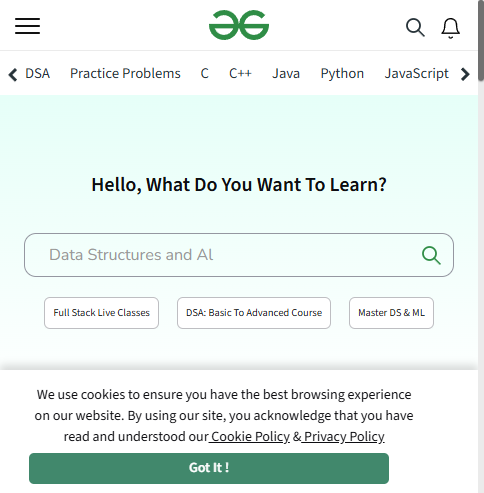 DSA Practice Problems C C++ Java Python JavaScript
Hello, What Do You Want To Learn?
Data Structures and Al
Full Stack Live Classes DSA: Basic To Advanced Course Master DS & ML
We use cookies to ensure you have the best browsing experience
on our website. By using our site, you acknowledge that you have
read and understood our Cookie Policy & Privacy Policy
Got It !